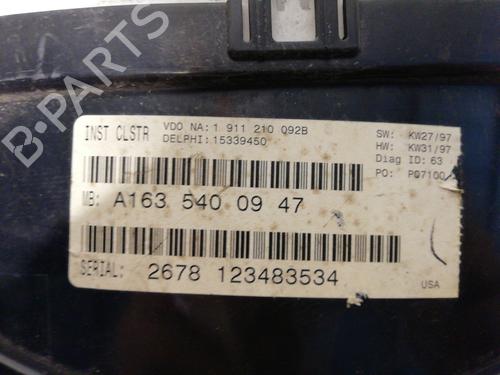 INST CLSTR
VDO NA: 1 911 210 092B
DELPHI: 15339450
SW: KW27/97
HW: KW31/97
Diag ID: 63
PO: PQ7100
MB: A163 540 09 47
SERIAL: 2678 123483534
USA
B-PARTS